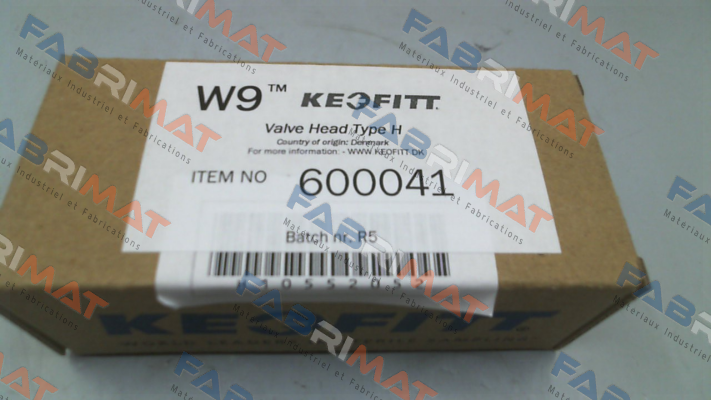 W9™ KEOFITT
Valve Head Type H
Country of origin: Denmark
For more information: - WWW.KEOFITT.DK
ITEM NO 600041
Batch nr. R5
KEOFITT
FABRIMAT
Materiaux Industriel et Fabrications